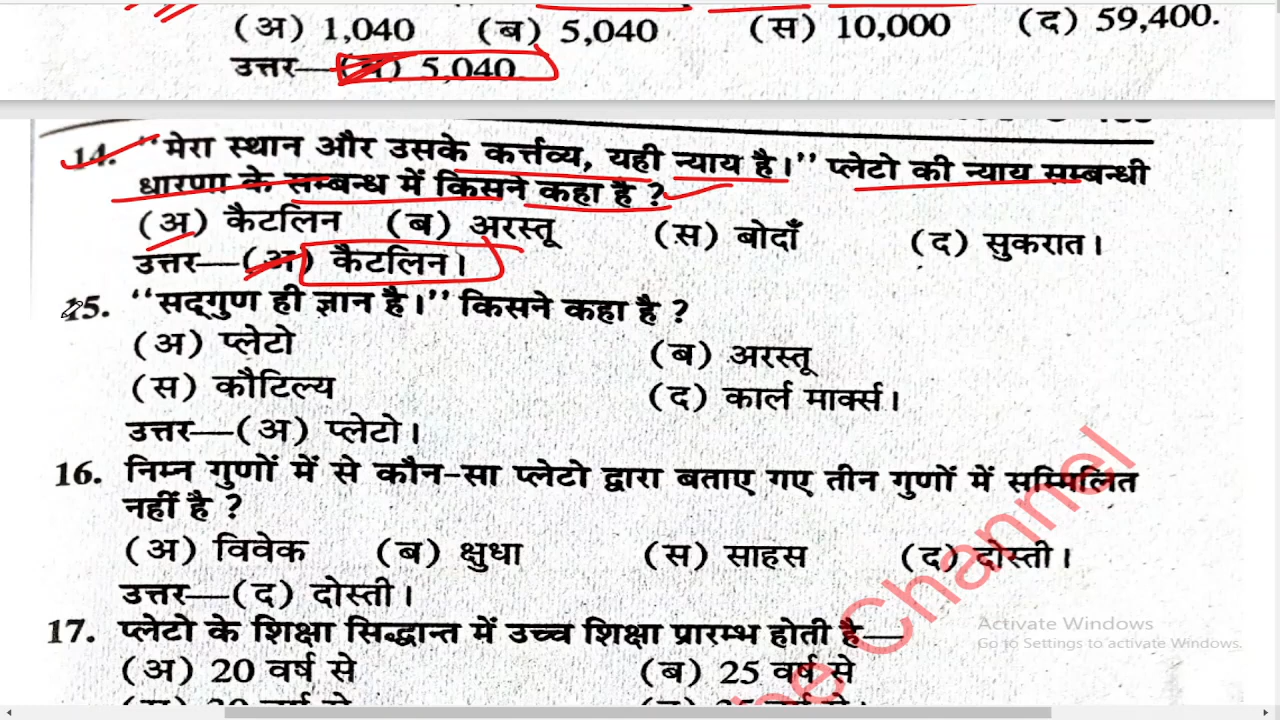 (अ) 1,040 (ब) 5,040 (स) 10,000 (द) 59,400.
उत्तर—(ब) 5,040
14. "मेरा स्थान और उसके कर्त्तव्य, यही न्याय है।" प्लेटो की न्याय सम्बन्धी
धारणा के सम्बन्ध में किसने कहा है ?
(अ) कैटलिन (ब) अरस्तू (स) बोदाँ (द) सुकरात।
उत्तर—(अ) कैटलिन।
15. "सद्‌गुण ही ज्ञान है।" किसने कहा है ?
(अ) प्लेटो (ब) अरस्तू
(स) कौटिल्य (द) कार्ल मार्क्स।
उत्तर—(अ) प्लेटो।
16. निम्न गुणों में से कौन-सा प्लेटो द्वारा बताए गए तीन गुणों में सम्मिलित
नहीं है ?
(अ) विवेक (ब) क्षुधा (स) साहस (द) दोस्ती।
उत्तर—(द) दोस्ती।
17. प्लेटो के शिक्षा सिद्धान्त में उच्च शिक्षा प्रारम्भ होती है—
(अ) 20 वर्ष से (ब) 25 वर्ष से
Channel
Activate Windows
Go to Settings to activate Windows.